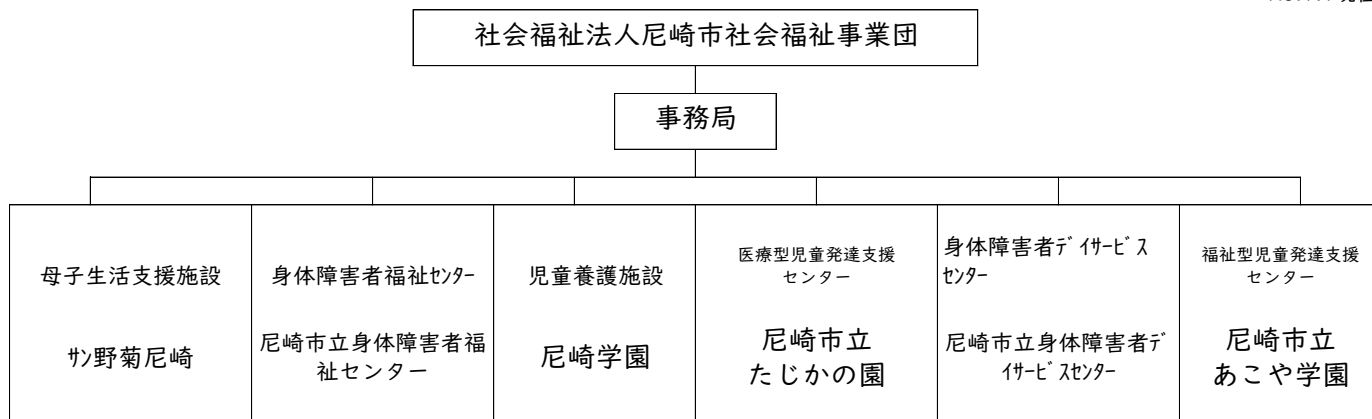 社会福祉法人尼崎市社会福祉事業団
事務局
母子生活支援施設
ｻﾝ野菊尼崎
身体障害者福祉ｾﾝﾀｰ
尼崎市立身体障害者福
祉センター
児童養護施設
尼崎学園
医療型児童発達支援
センター
尼崎市立
たじかの園
身体障害者ﾃﾞｲｻｰﾋﾞｽ
ｾﾝﾀｰ
尼崎市立身体障害者ﾃﾞ
ｲｻｰﾋﾞｽｾﾝﾀｰ
福祉型児童発達支援
センター
尼崎市立
あこや学園